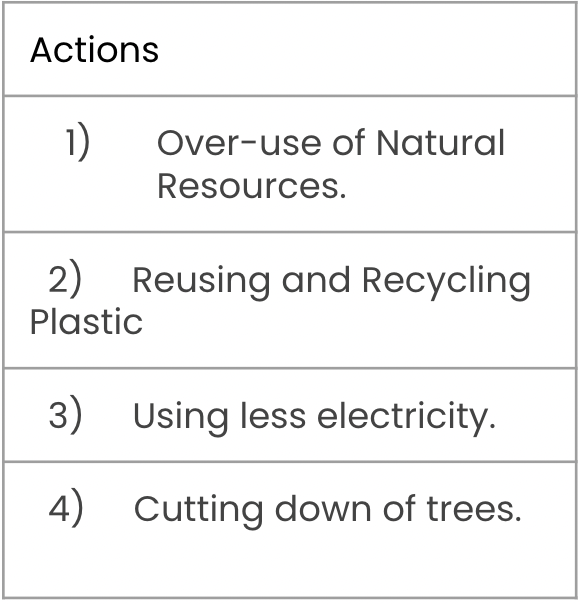 Actions
1) Over-use of Natural
Resources.
2) Reusing and Recycling
Plastic
3) Using less electricity.
4) Cutting down of trees.